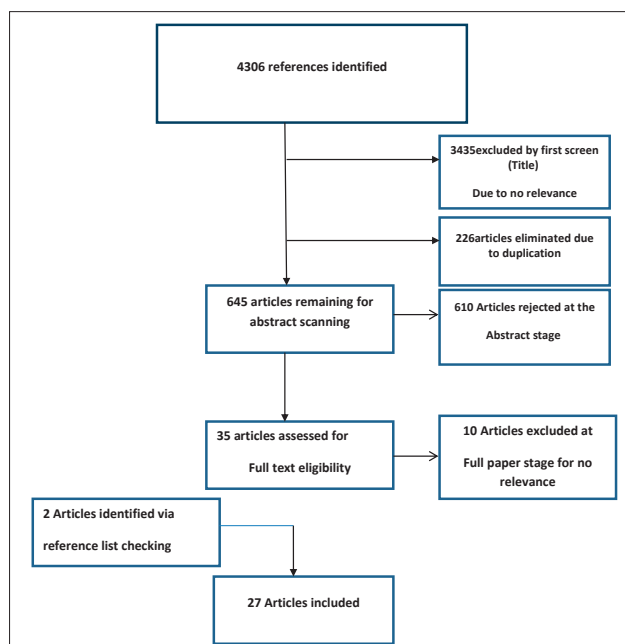 4306 references identified
3435excluded by first screen
(Title)
Due to no relevance
226articles eliminated due
to duplication
645 articles remaining for
abstract scanning
610 Articles rejected at the
Abstract stage
35 articles assessed for
Full text eligibility
10 Articles excluded at
Full paper stage for no
relevance
2 Articles identified via
reference list checking
27 Articles included